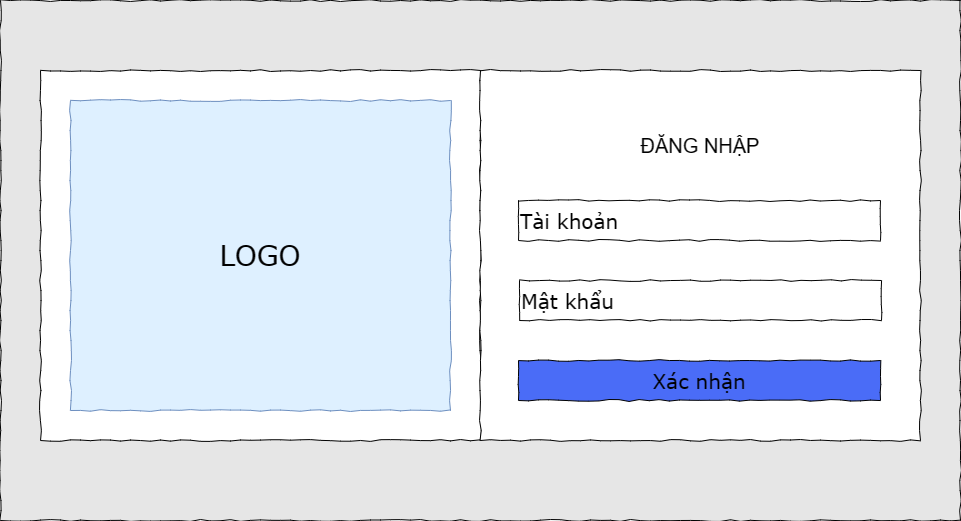 LOGO
ĐĂNG NHẬP
Tài khoản
Mật khẩu
Xác nhận